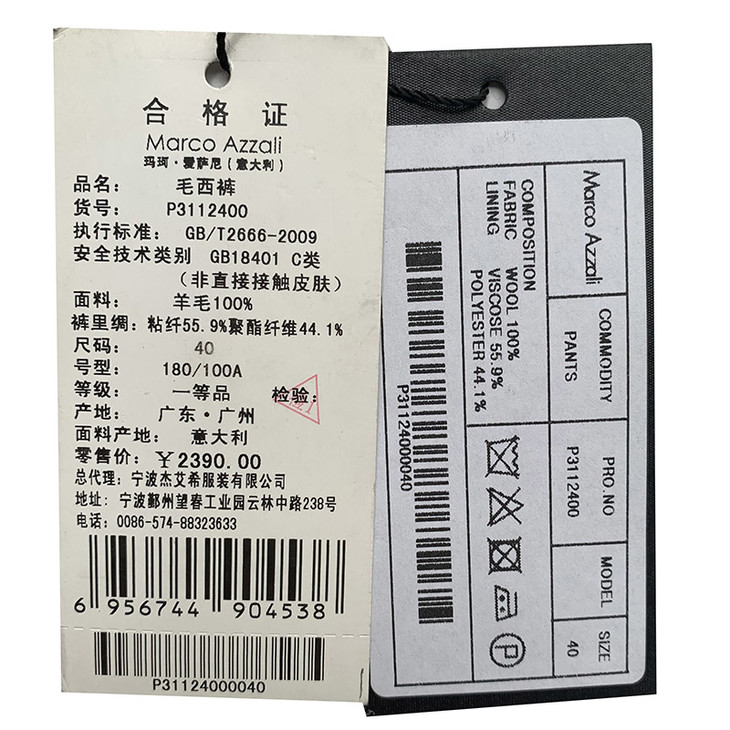 合格证
Marco Azzali
玛珂·爱萨尼(意大利)
品名: 毛西裤
货号: P3112400
执行标准: GB/T2666-2009
安全技术类别 GB18401 C类
(非直接接触皮肤)
面料: 羊毛100%
裤里绸: 粘纤55.9%聚酯纤维44.1%
尺码: 40
号型: 180/100A
等级: 一等品 检验:
产地: 广东·广州
面料产地: 意大利
零售价: ¥2390.00
总代理: 宁波杰艾希服装有限公司
地址: 宁波鄞州望春工业园云林中路238号
电话: 0086-574-88323633
6 956744 904538
P31124000040
Marco Azzali
COMMODITY PRO.NO MODEL SIZE
PANTS P3112400 40
COMPOSITION
FABRIC WOOL 100%
LINING VISCOSE 55.9%
POLYESTER 44.1%
P
P31124000040